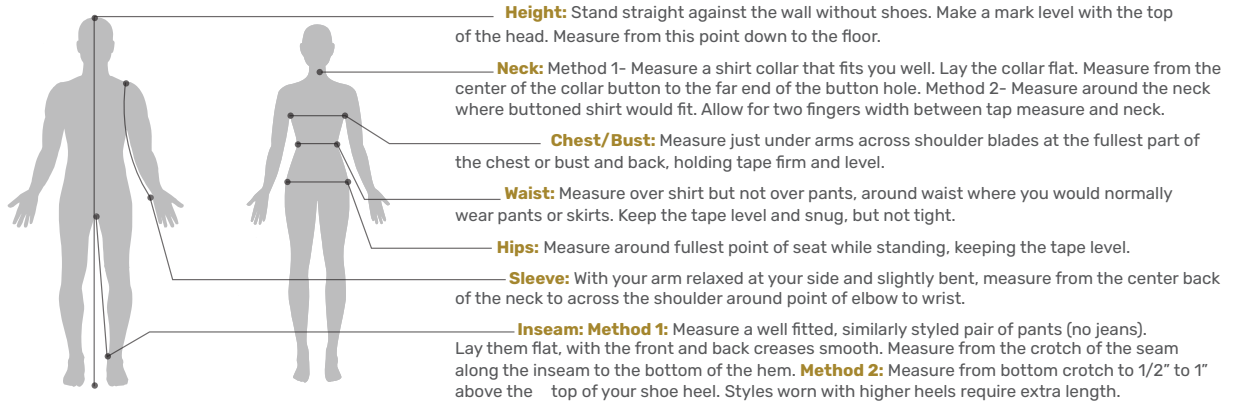 Height: Stand straight against the wall without shoes. Make a mark level with the top
of the head. Measure from this point down to the floor.
Neck: Method 1- Measure a shirt collar that fits you well. Lay the collar flat. Measure from the
center of the collar button to the far end of the button hole. Method 2- Measure around the neck
where buttoned shirt would fit. Allow for two fingers width between tap measure and neck.
Chest/Bust: Measure just under arms across shoulder blades at the fullest part of
the chest or bust and back, holding tape firm and level.
Waist: Measure over shirt but not over pants, around waist where you would normally
wear pants or skirts. Keep the tape level and snug, but not tight.
Hips: Measure around fullest point of seat while standing, keeping the tape level.
Sleeve: With your arm relaxed at your side and slightly bent, measure from the center back
of the neck to across the shoulder around point of elbow to wrist.
Inseam: Method 1: Measure a well fitted, similarly styled pair of pants (no jeans).
Lay them flat, with the front and back creases smooth. Measure from the crotch of the seam
along the inseam to the bottom of the hem. Method 2: Measure from bottom crotch to 1/2” to 1”
above the top of your shoe heel. Styles worn with higher heels require extra length.